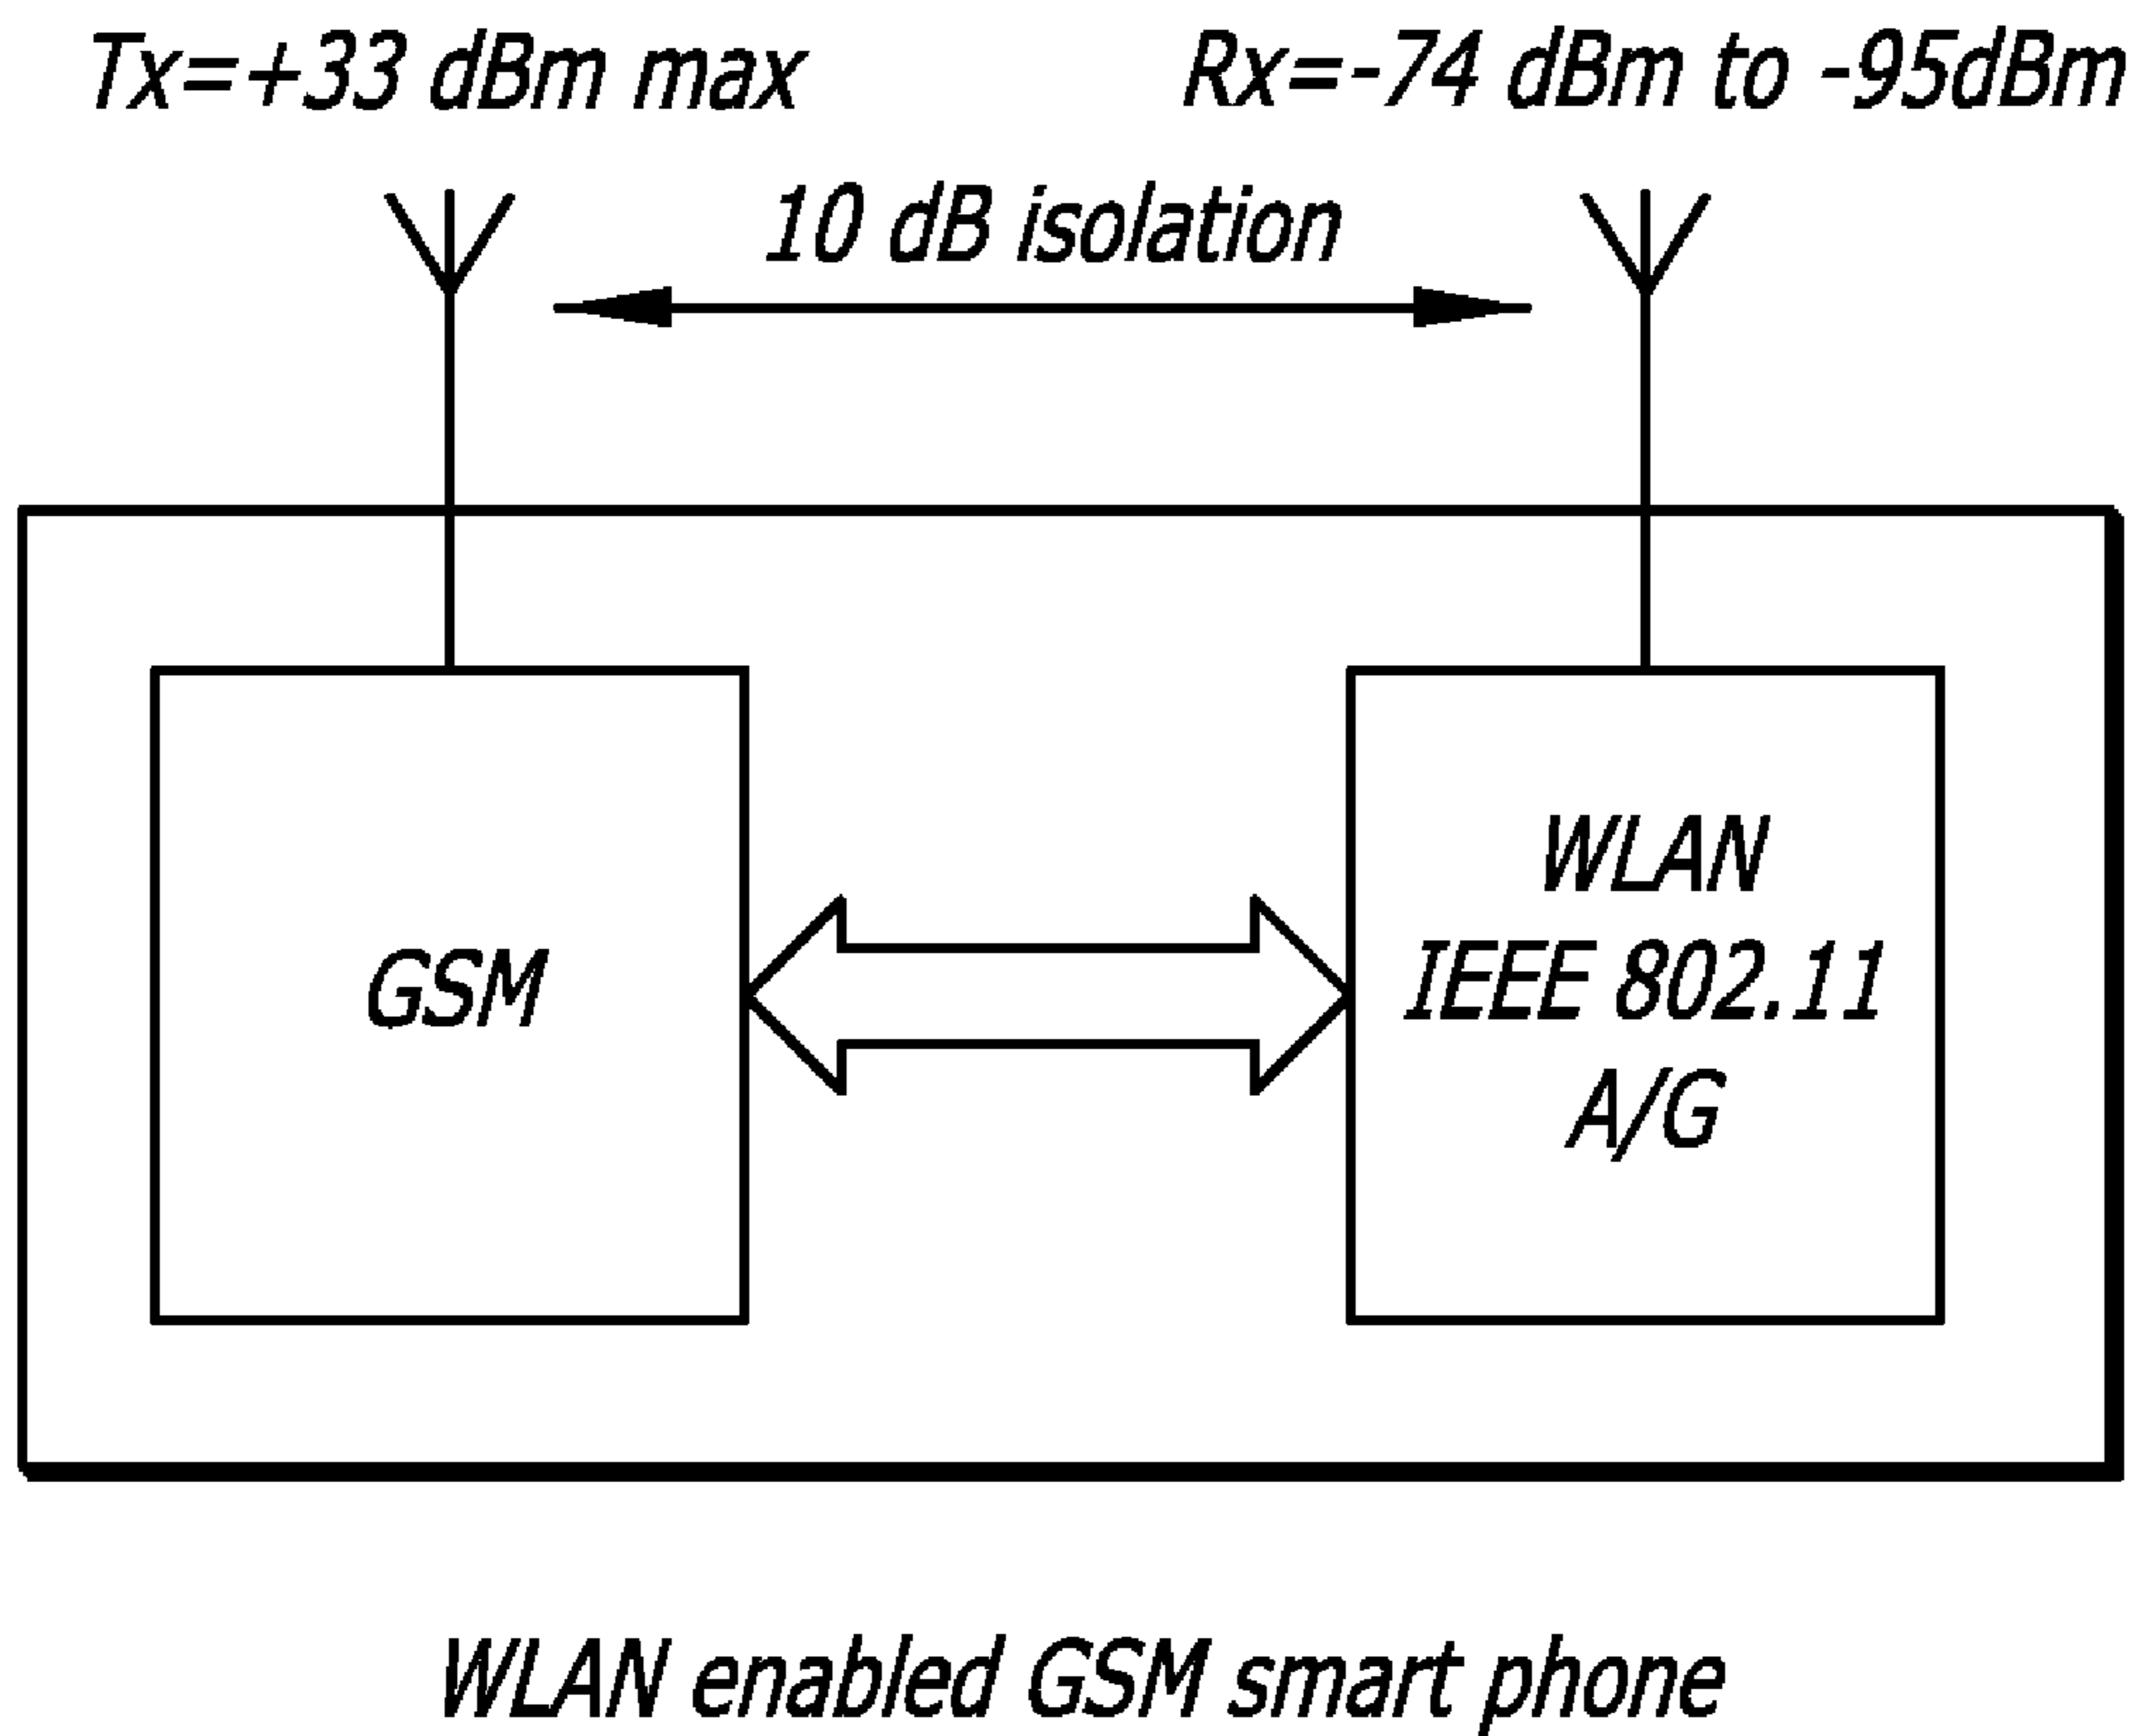 Tx=+33 dBm max
Rx=-74 dBm to -95dBm
10 dB isolation
GSM
WLAN
IEEE 802.11
A/G
WLAN enabled GSM smart phone